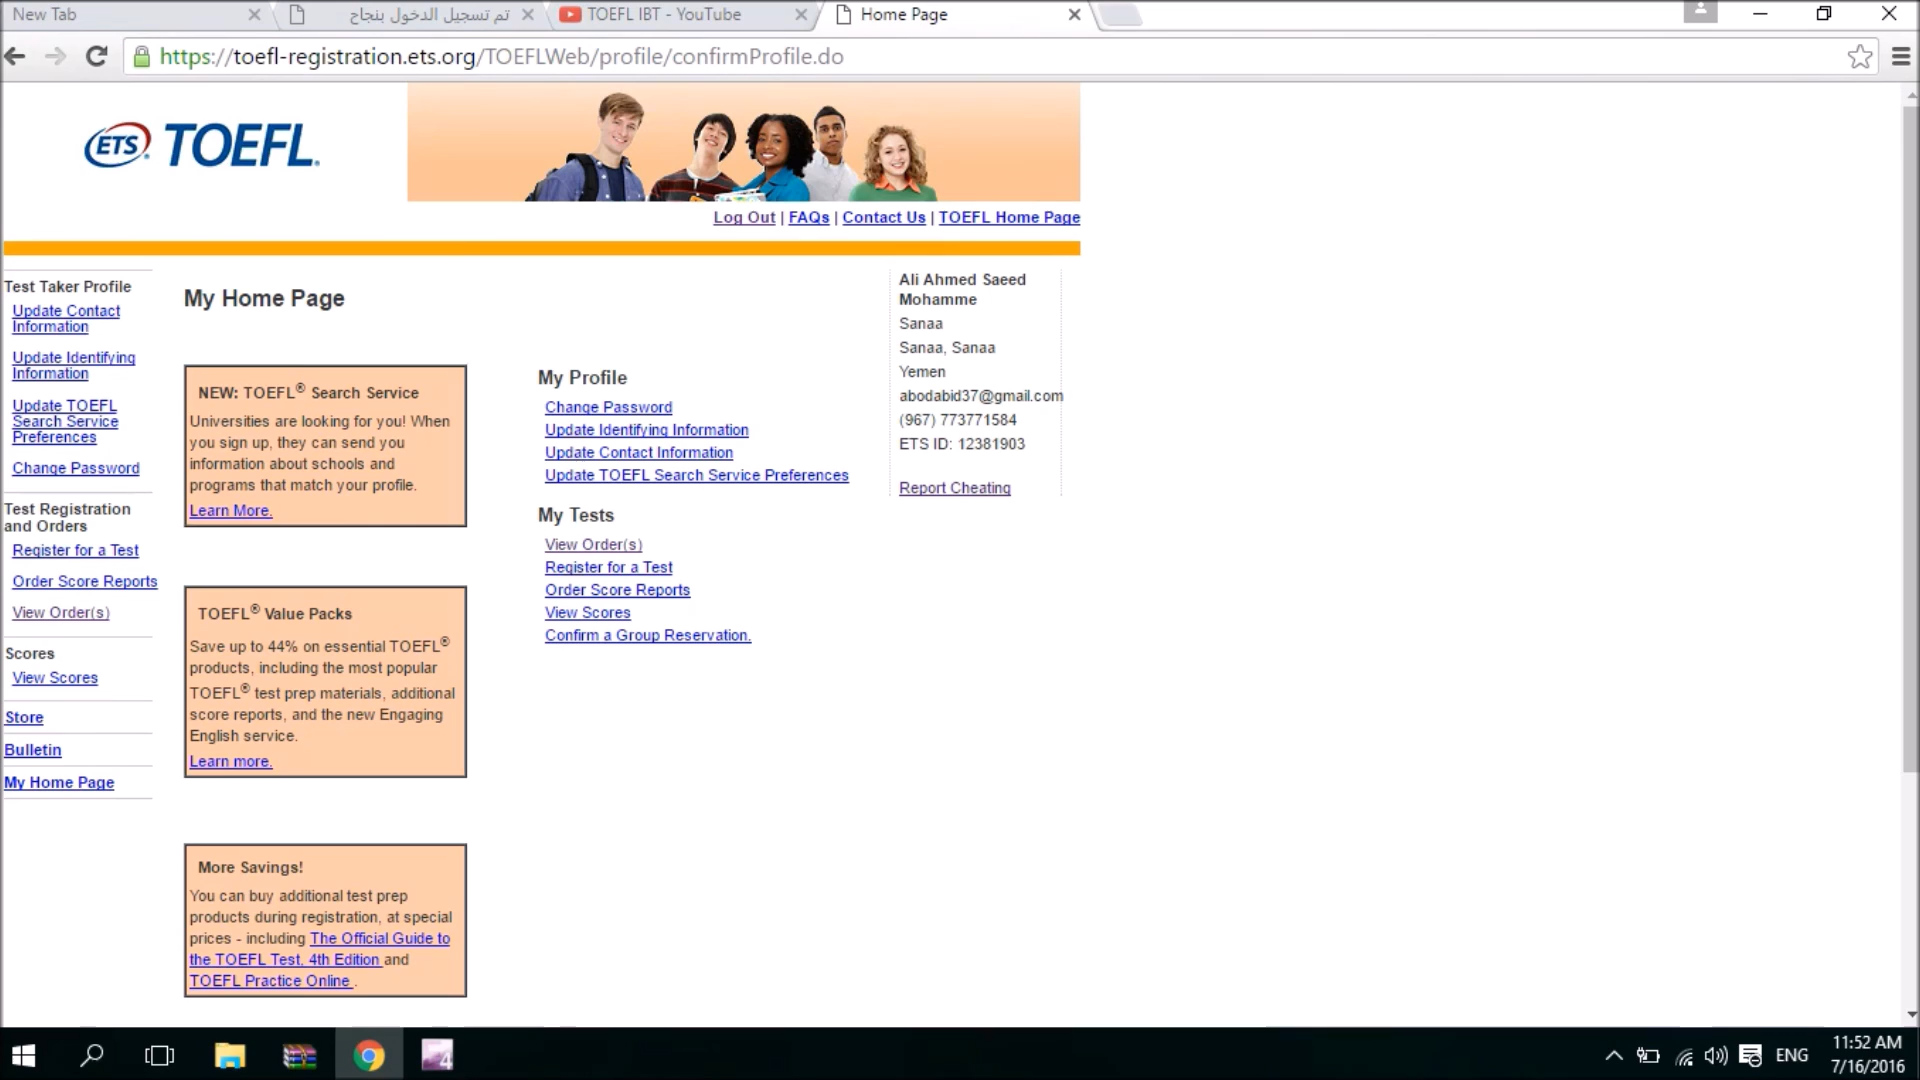 New Tab
تم تسجيل الدخول بنجاح
TOEFL IBT - YouTube
Home Page
https://toefl-registration.ets.org/TOEFLWeb/profile/confirmProfile.do
ETS TOEFL.
Log Out | FAQs | Contact Us | TOEFL Home Page
Test Taker Profile
Update Contact
Information
Update Identifying
Information
Update TOEFL
Search Service
Preferences
Change Password
Test Registration
and Orders
Register for a Test
Order Score Reports
View Order(s)
Scores
View Scores
Store
Bulletin
My Home Page
My Home Page
NEW: TOEFL® Search Service
Universities are looking for you! When
you sign up, they can send you
information about schools and
programs that match your profile.
Learn More.
TOEFL® Value Packs
Save up to 44% on essential TOEFL®
products, including the most popular
TOEFL® test prep materials, additional
score reports, and the new Engaging
English service.
Learn more.
More Savings!
You can buy additional test prep
products during registration, at special
prices - including The Official Guide to
the TOEFL Test, 4th Edition and
TOEFL Practice Online .
My Profile
Change Password
Update Identifying Information
Update Contact Information
Update TOEFL Search Service Preferences
My Tests
View Order(s)
Register for a Test
Order Score Reports
View Scores
Confirm a Group Reservation.
Ali Ahmed Saeed
Mohamme
Sanaa
Sanaa, Sanaa
Yemen
abodabid37@gmail.com
(967) 773771584
ETS ID: 12381903
Report Cheating
4
ENG
11:52 AM
7/16/2016